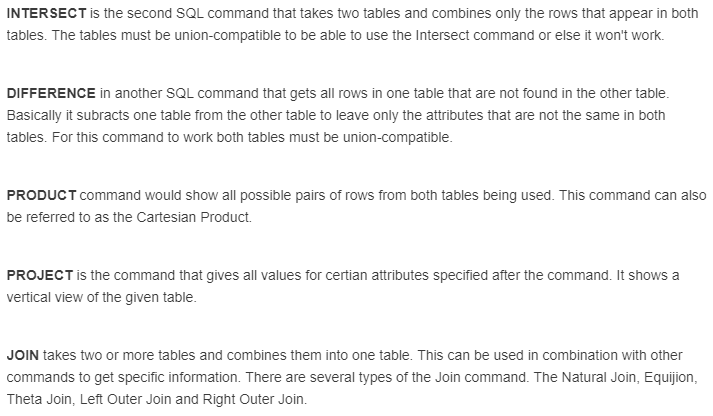 INTERSECT is the second SQL command that takes two tables and combines only the rows that appear in both
tables. The tables must be union-compatible to be able to use the Intersect command or else it won't work.
DIFFERENCE in another SQL command that gets all rows in one table that are not found in the other table.
Basically it subracts one table from the other table to leave only the attributes that are not the same in both
tables. For this command to work both tables must be union-compatible.
PRODUCT command would show all possible pairs of rows from both tables being used. This command can also
be referred to as the Cartesian Product.
PROJECT is the command that gives all values for certian attributes specified after the command. It shows a
vertical view of the given table.
JOIN takes two or more tables and combines them into one table. This can be used in combination with other
commands to get specific information. There are several types of the Join command. The Natural Join, Equijion,
Theta Join, Left Outer Join and Right Outer Join.